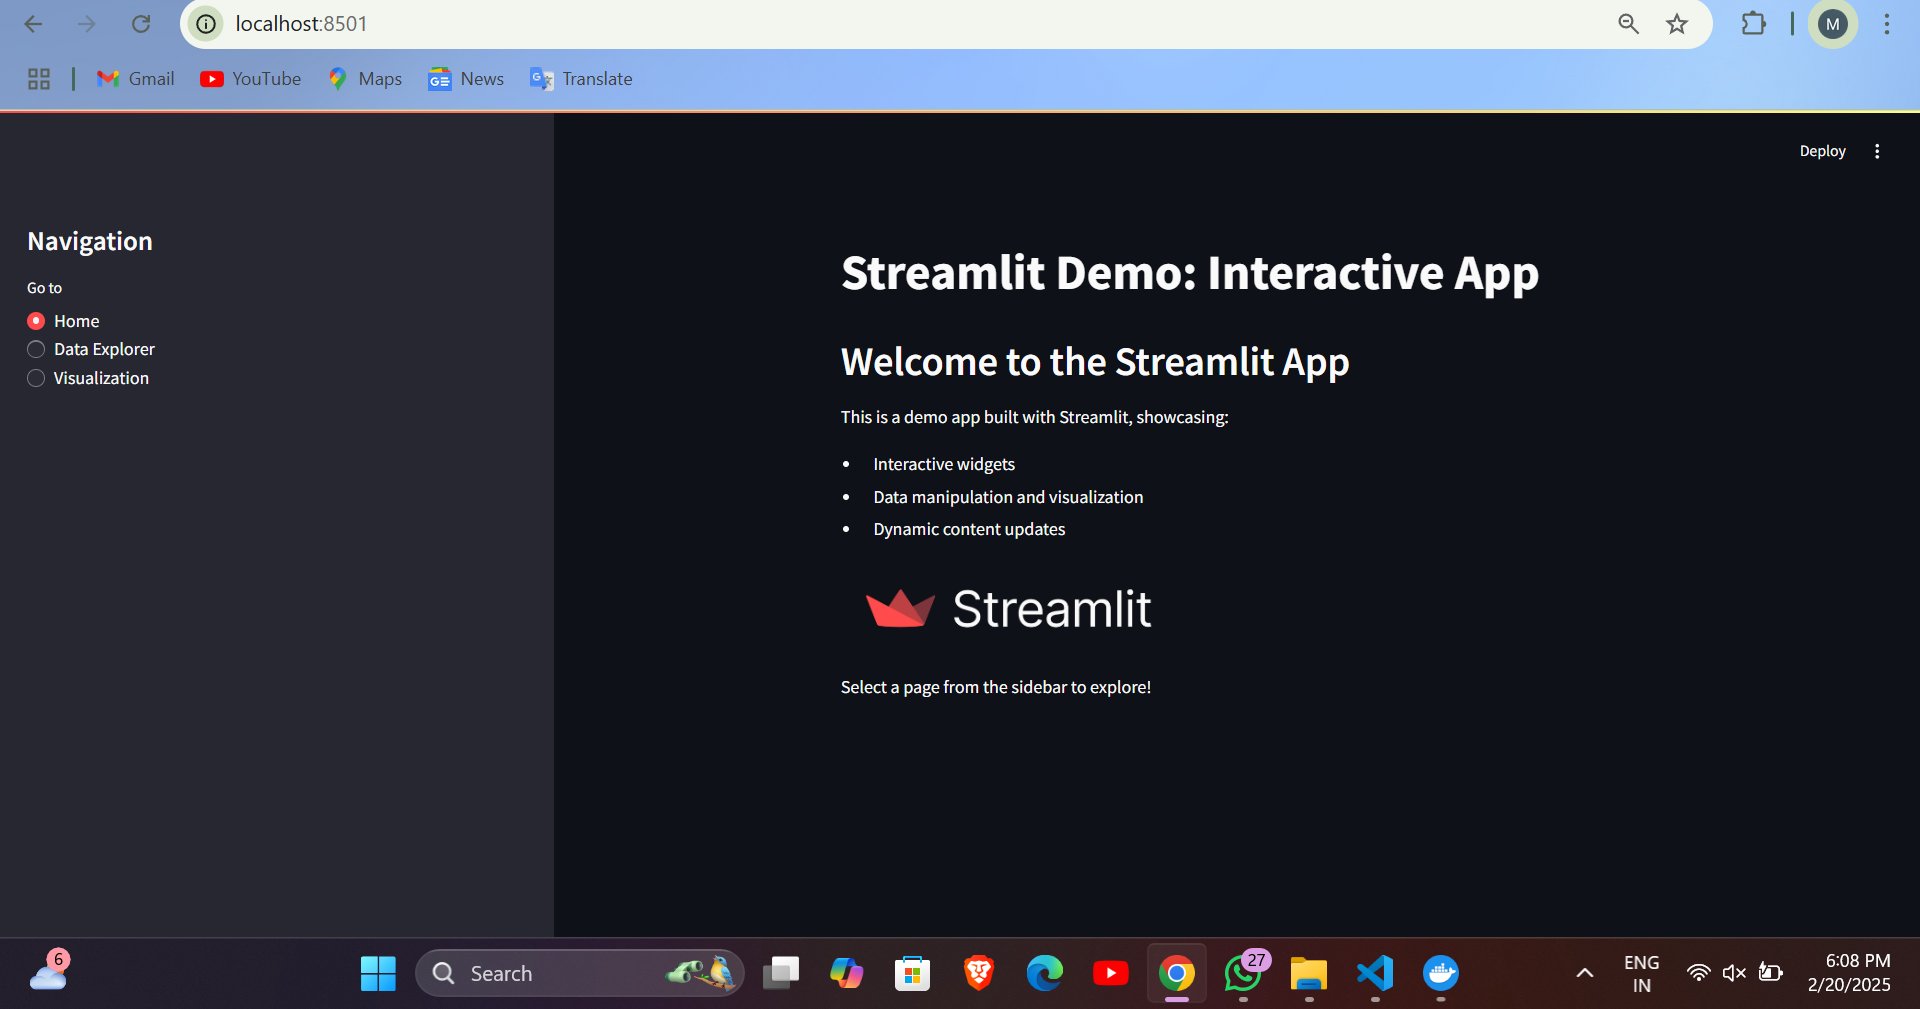 localhost:8501
M
Gmail
YouTube
Maps
News
Translate
Deploy
Navigation
Go to
Home
Data Explorer
Visualization
Streamlit Demo: Interactive App
Welcome to the Streamlit App
This is a demo app built with Streamlit, showcasing:
• Interactive widgets
• Data manipulation and visualization
• Dynamic content updates
Streamlit
Select a page from the sidebar to explore!
6
Search
27
ENG
IN
6:08 PM
2/20/2025